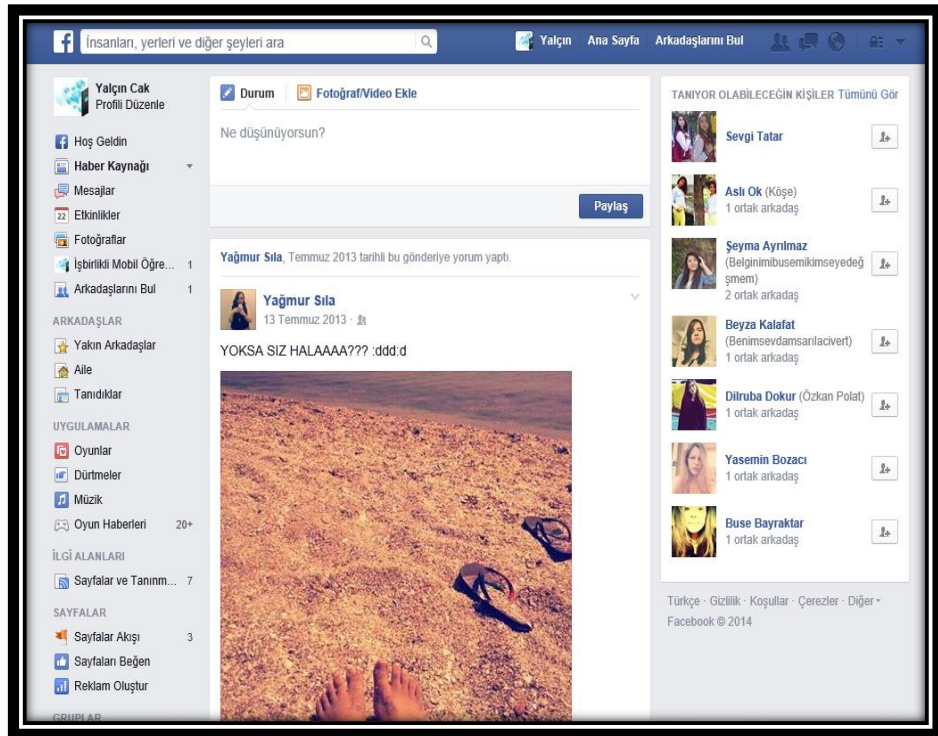 İnsanları, yerleri ve diğer şeyleri ara
Yalçın Ana Sayfa Arkadaşlarını Bul
Yalçın Cak
Profili Düzenle
Hoş Geldin
Haber Kaynağı
Mesajlar
22 Etkinlikler
Fotoğraflar
İşbirlikli Mobil Öğre... 1
Arkadaşlarını Bul 1
ARKADAŞLAR
Yakın Arkadaşlar
Aile
Tanıdıklar
UYGULAMALAR
Oyunlar
Dürtmeler
Müzik
Oyun Haberleri 20+
İLGİ ALANLARI
Sayfalar ve Tanınm... 7
SAYFALAR
Sayfalar Akışı 3
Sayfaları Beğen
Reklam Oluştur
GRUPLAR
Durum Fotoğraf/Video Ekle
Ne düşünüyorsun?
Paylaş
Yağmur Sıla, Temmuz 2013 tarihli bu gönderiye yorum yaptı.
Yağmur Sıla
13 Temmuz 2013 ·
YOKSA SIZ HALAAAA??? :ddd:d
TANIYOR OLABİLECEĞİN KİŞİLER Tümünü Gör
Sevgi Tatar
Aslı Ok (Köşe)
1 ortak arkadaş
Şeyma Ayrılmaz
(Belginimibusemikimseyedeğ
şmem)
2 ortak arkadaş
Beyza Kalafat
(Benimsevdamsarılacivert)
1 ortak arkadaş
Dilruba Dokur (Özkan Polat)
1 ortak arkadaş
Yasemin Bozacı
1 ortak arkadaş
Buse Bayraktar
1 ortak arkadaş
Türkçe · Gizlilik · Koşullar · Çerezler · Diğer
Facebook © 2014